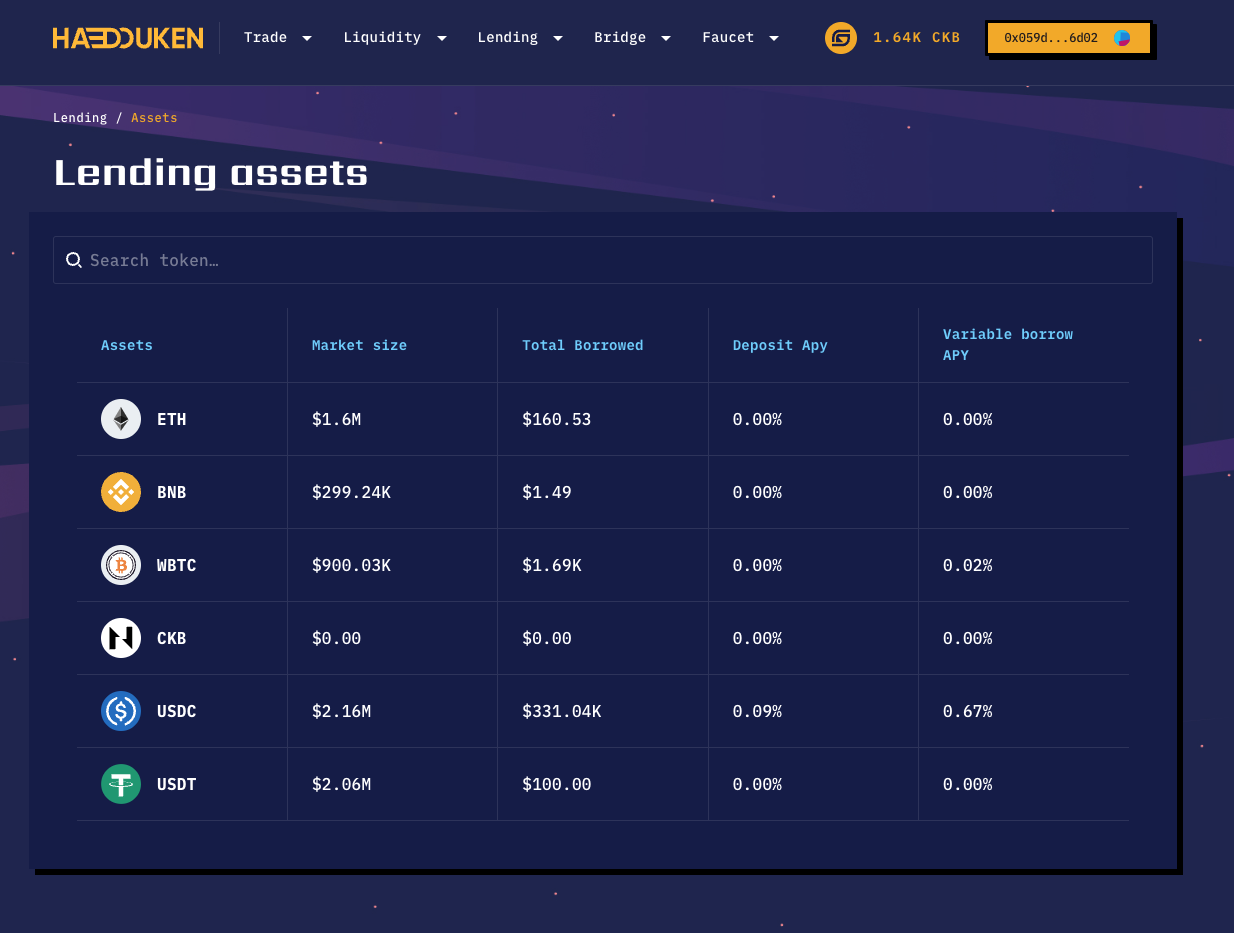 HADOUKEN Trade Liquidity Lending Bridge Faucet 1.64K CKB 0x059d...6d02
Lending / Assets
Lending assets
Search token…
Assets Market size Total Borrowed Deposit Apy Variable borrow
APY
ETH $1.6M $160.53 0.00% 0.00%
BNB $299.24K $1.49 0.00% 0.00%
WBTC $900.03K $1.69K 0.00% 0.02%
CKB $0.00 $0.00 0.00% 0.00%
USDC $2.16M $331.04K 0.09% 0.67%
USDT $2.06M $100.00 0.00% 0.00%